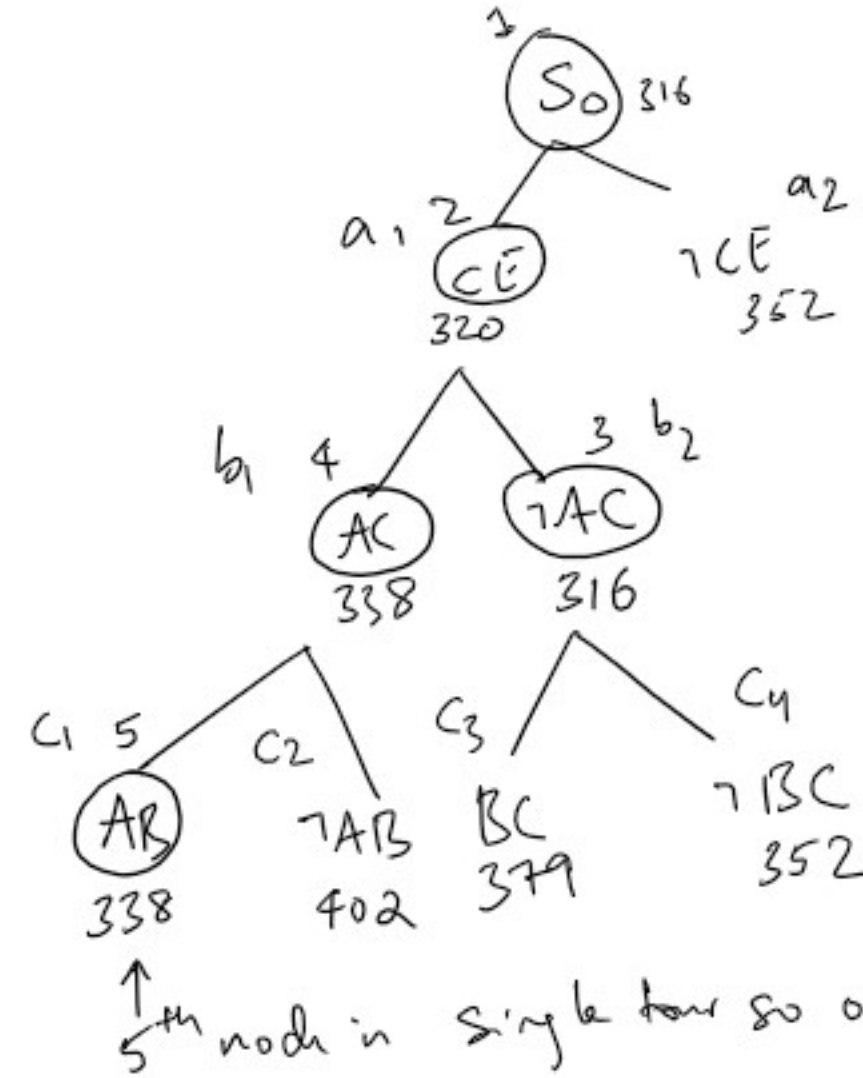 1
S0 316
a1 2 a2
CE ¬CE
320 352
b1 4 3 b2
AC ¬AC
338 316
C1 5 C2 C3 C4
AB ¬AB BC ¬BC
338 402 379 352
↑
5th node in single tour so o